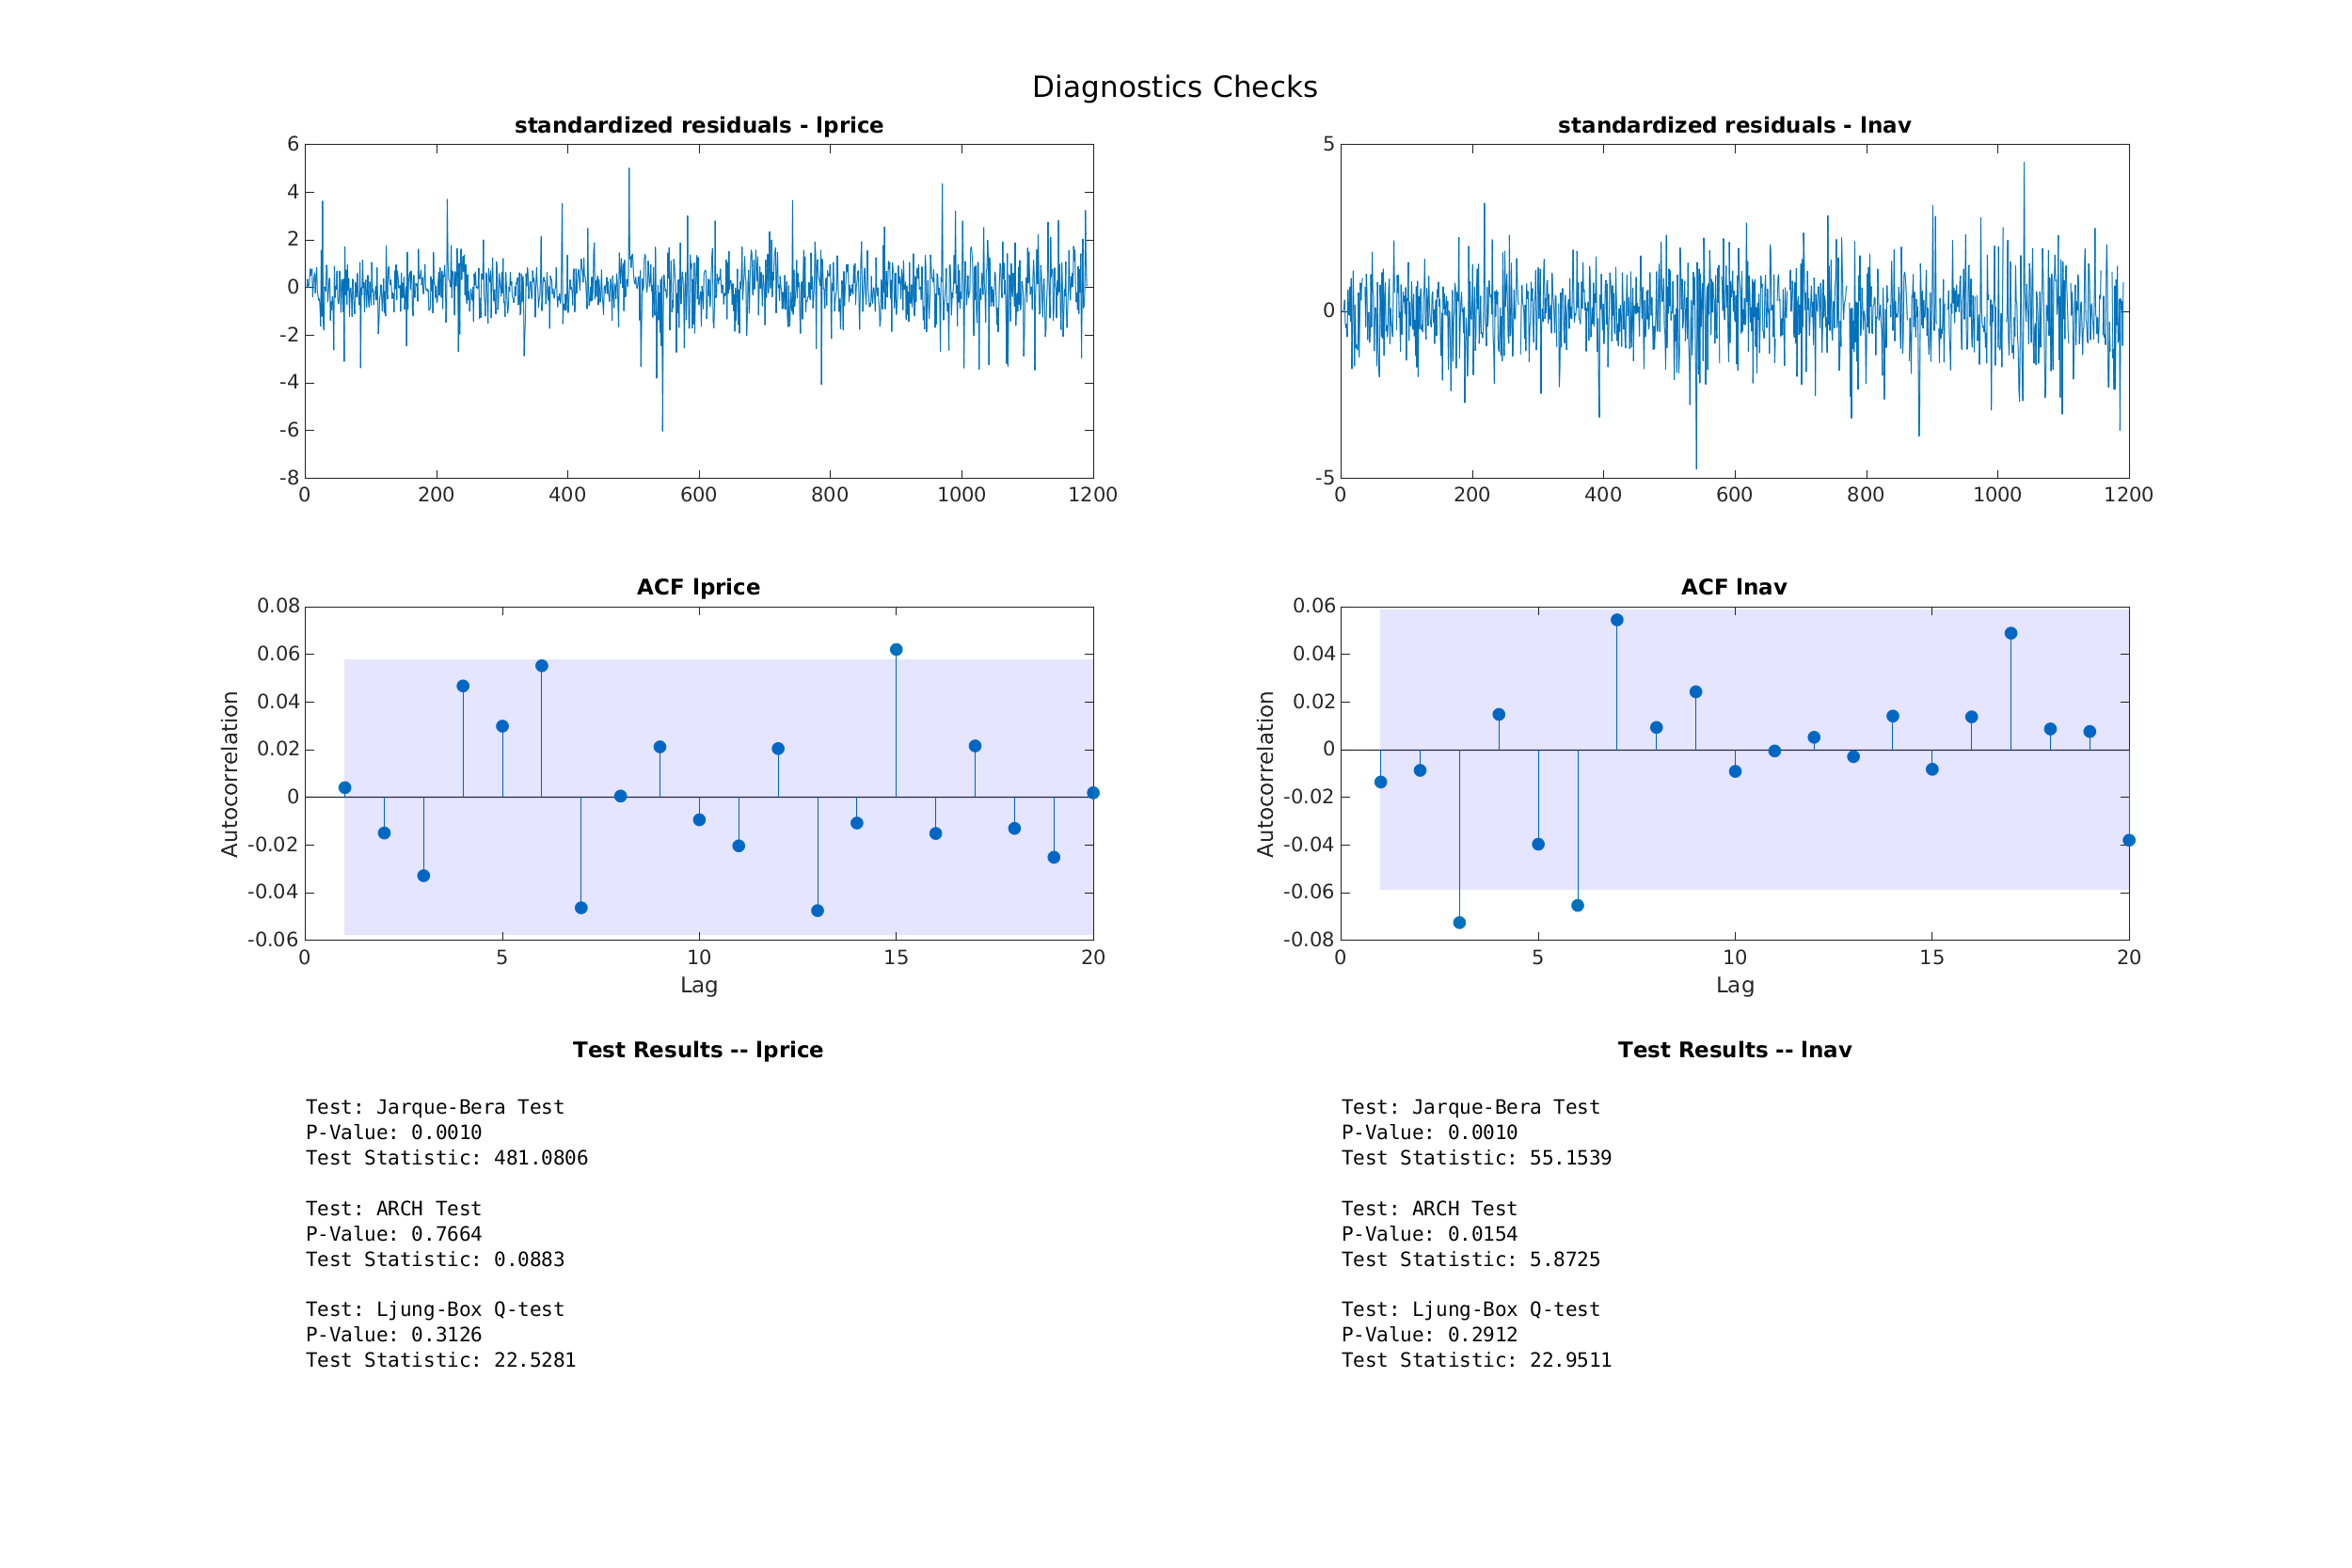 Diagnostics Checks
standardized residuals - lprice
6
4
2
0
-2
-4
-6
-8
0 200 400 600 800 1000 1200
standardized residuals - lnav
5
0
-5
0 200 400 600 800 1000 1200
ACF lprice
0.08
0.06
0.04
0.02
0
-0.02
-0.04
-0.06
Autocorrelation
0 5 10 15 20
Lag
ACF lnav
0.06
0.04
0.02
0
-0.02
-0.04
-0.06
-0.08
Autocorrelation
0 5 10 15 20
Lag
Test Results -- lprice
Test: Jarque-Bera Test
P-Value: 0.0010
Test Statistic: 481.0806
Test: ARCH Test
P-Value: 0.7664
Test Statistic: 0.0883
Test: Ljung-Box Q-test
P-Value: 0.3126
Test Statistic: 22.5281
Test Results -- lnav
Test: Jarque-Bera Test
P-Value: 0.0010
Test Statistic: 55.1539
Test: ARCH Test
P-Value: 0.0154
Test Statistic: 5.8725
Test: Ljung-Box Q-test
P-Value: 0.2912
Test Statistic: 22.9511